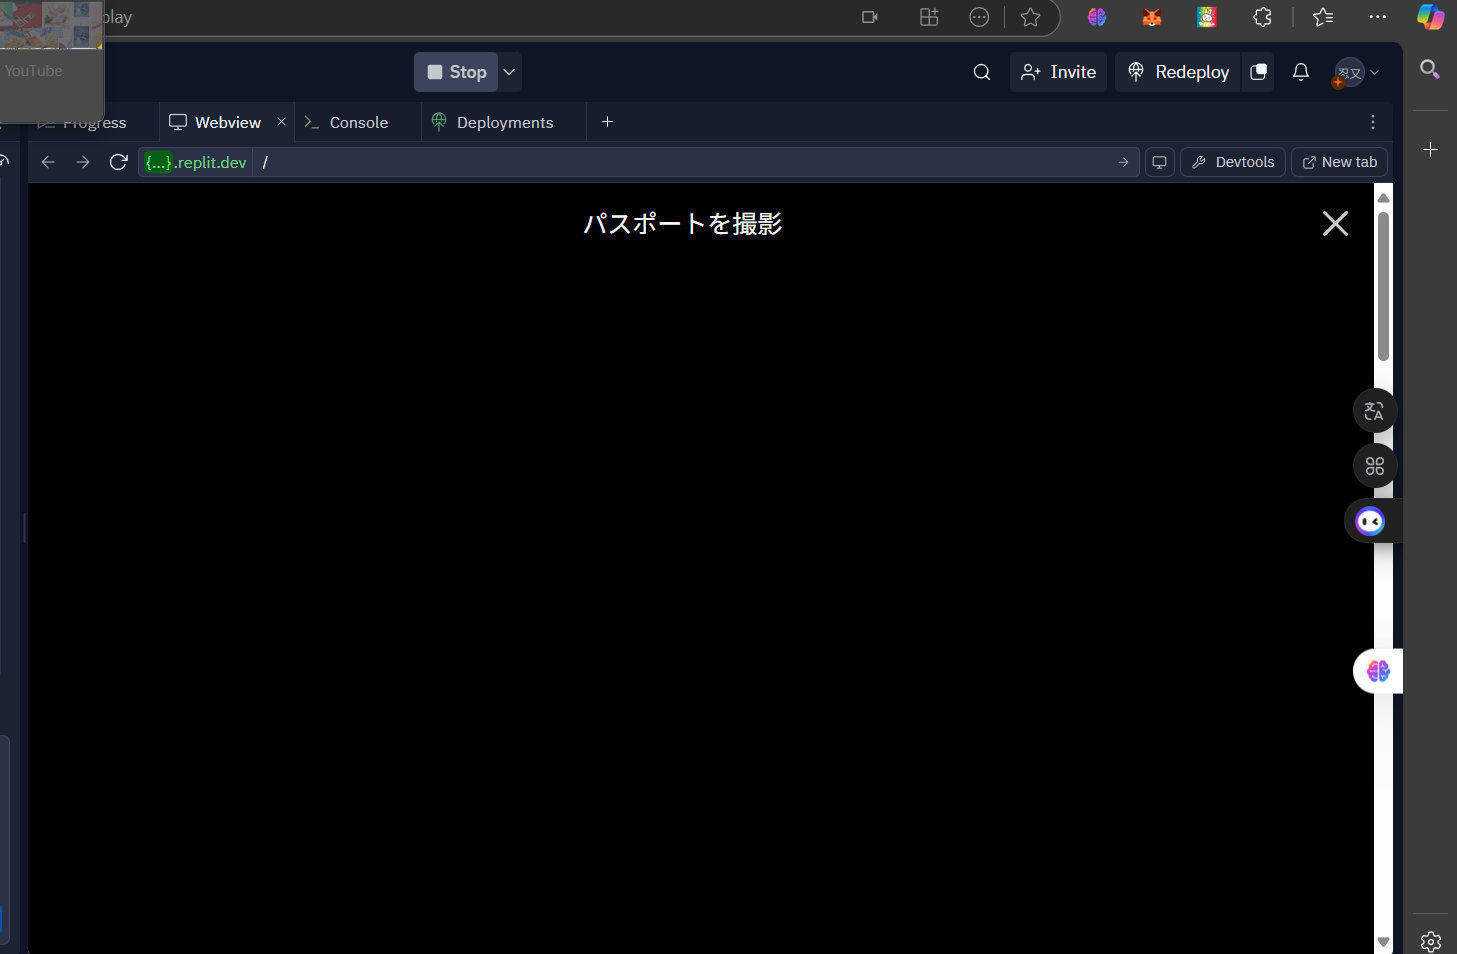 play
YouTube
Stop
Invite
Redeploy
Progress
Webview
Console
Deployments
{...}.replit.dev /
Devtools
New tab
パスポートを撮影